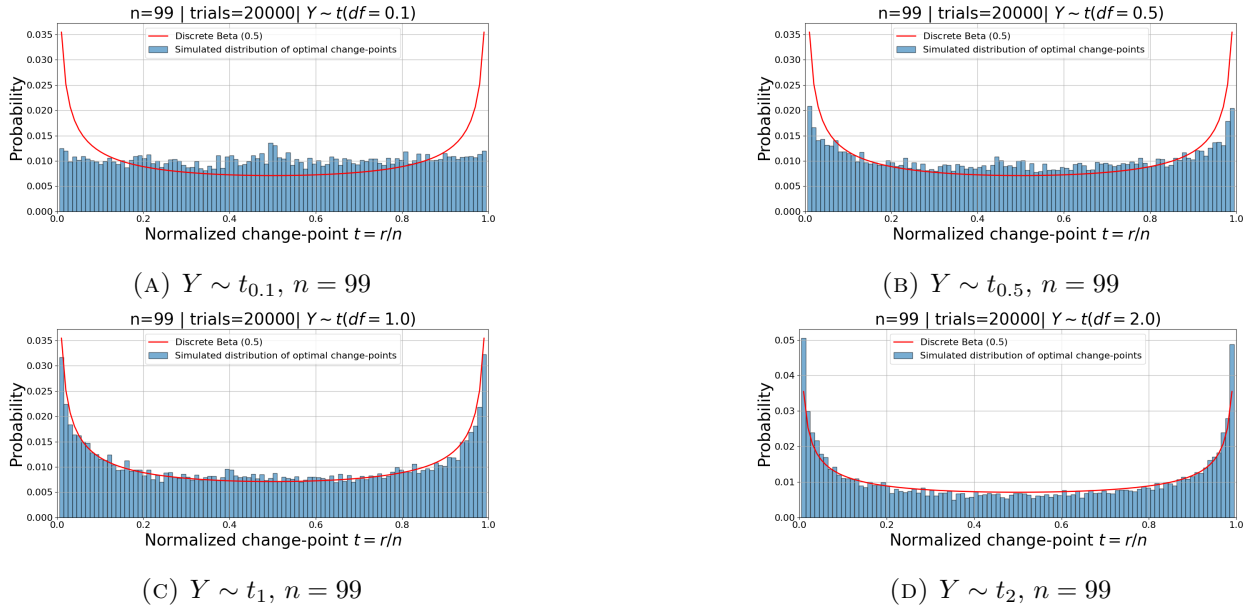 n=99 | trials=20000| Y ~ t(df = 0.1)
Probability
0.035
0.030
0.025
0.020
0.015
0.010
0.005
0.000
Discrete Beta (0.5)
Simulated distribution of optimal change-points
0.0 0.2 0.4 0.6 0.8 1.0
Normalized change-point t = r/n
(A) Y ∼ t_{0.1}, n = 99
n=99 | trials=20000| Y ~ t(df = 0.5)
Probability
0.035
0.030
0.025
0.020
0.015
0.010
0.005
0.000
Discrete Beta (0.5)
Simulated distribution of optimal change-points
0.0 0.2 0.4 0.6 0.8 1.0
Normalized change-point t = r/n
(B) Y ∼ t_{0.5}, n = 99
n=99 | trials=20000| Y ~ t(df = 1.0)
Probability
0.035
0.030
0.025
0.020
0.015
0.010
0.005
0.000
Discrete Beta (0.5)
Simulated distribution of optimal change-points
0.0 0.2 0.4 0.6 0.8 1.0
Normalized change-point t = r/n
(C) Y ∼ t_1, n = 99
n=99 | trials=20000| Y ~ t(df = 2.0)
Probability
0.05
0.04
0.03
0.02
0.01
0.00
Discrete Beta (0.5)
Simulated distribution of optimal change-points
0.0 0.2 0.4 0.6 0.8 1.0
Normalized change-point t = r/n
(D) Y ∼ t_2, n = 99